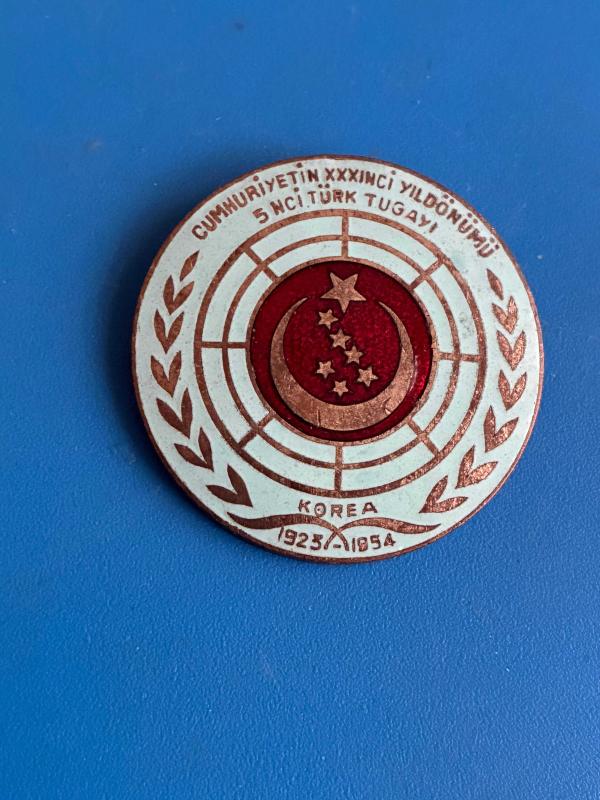 CUMHURİYETİN XXXINCİ YILDÖNÜMÜ
5 NCİ TÜRK TUGAYI
KOREA
1923-1954